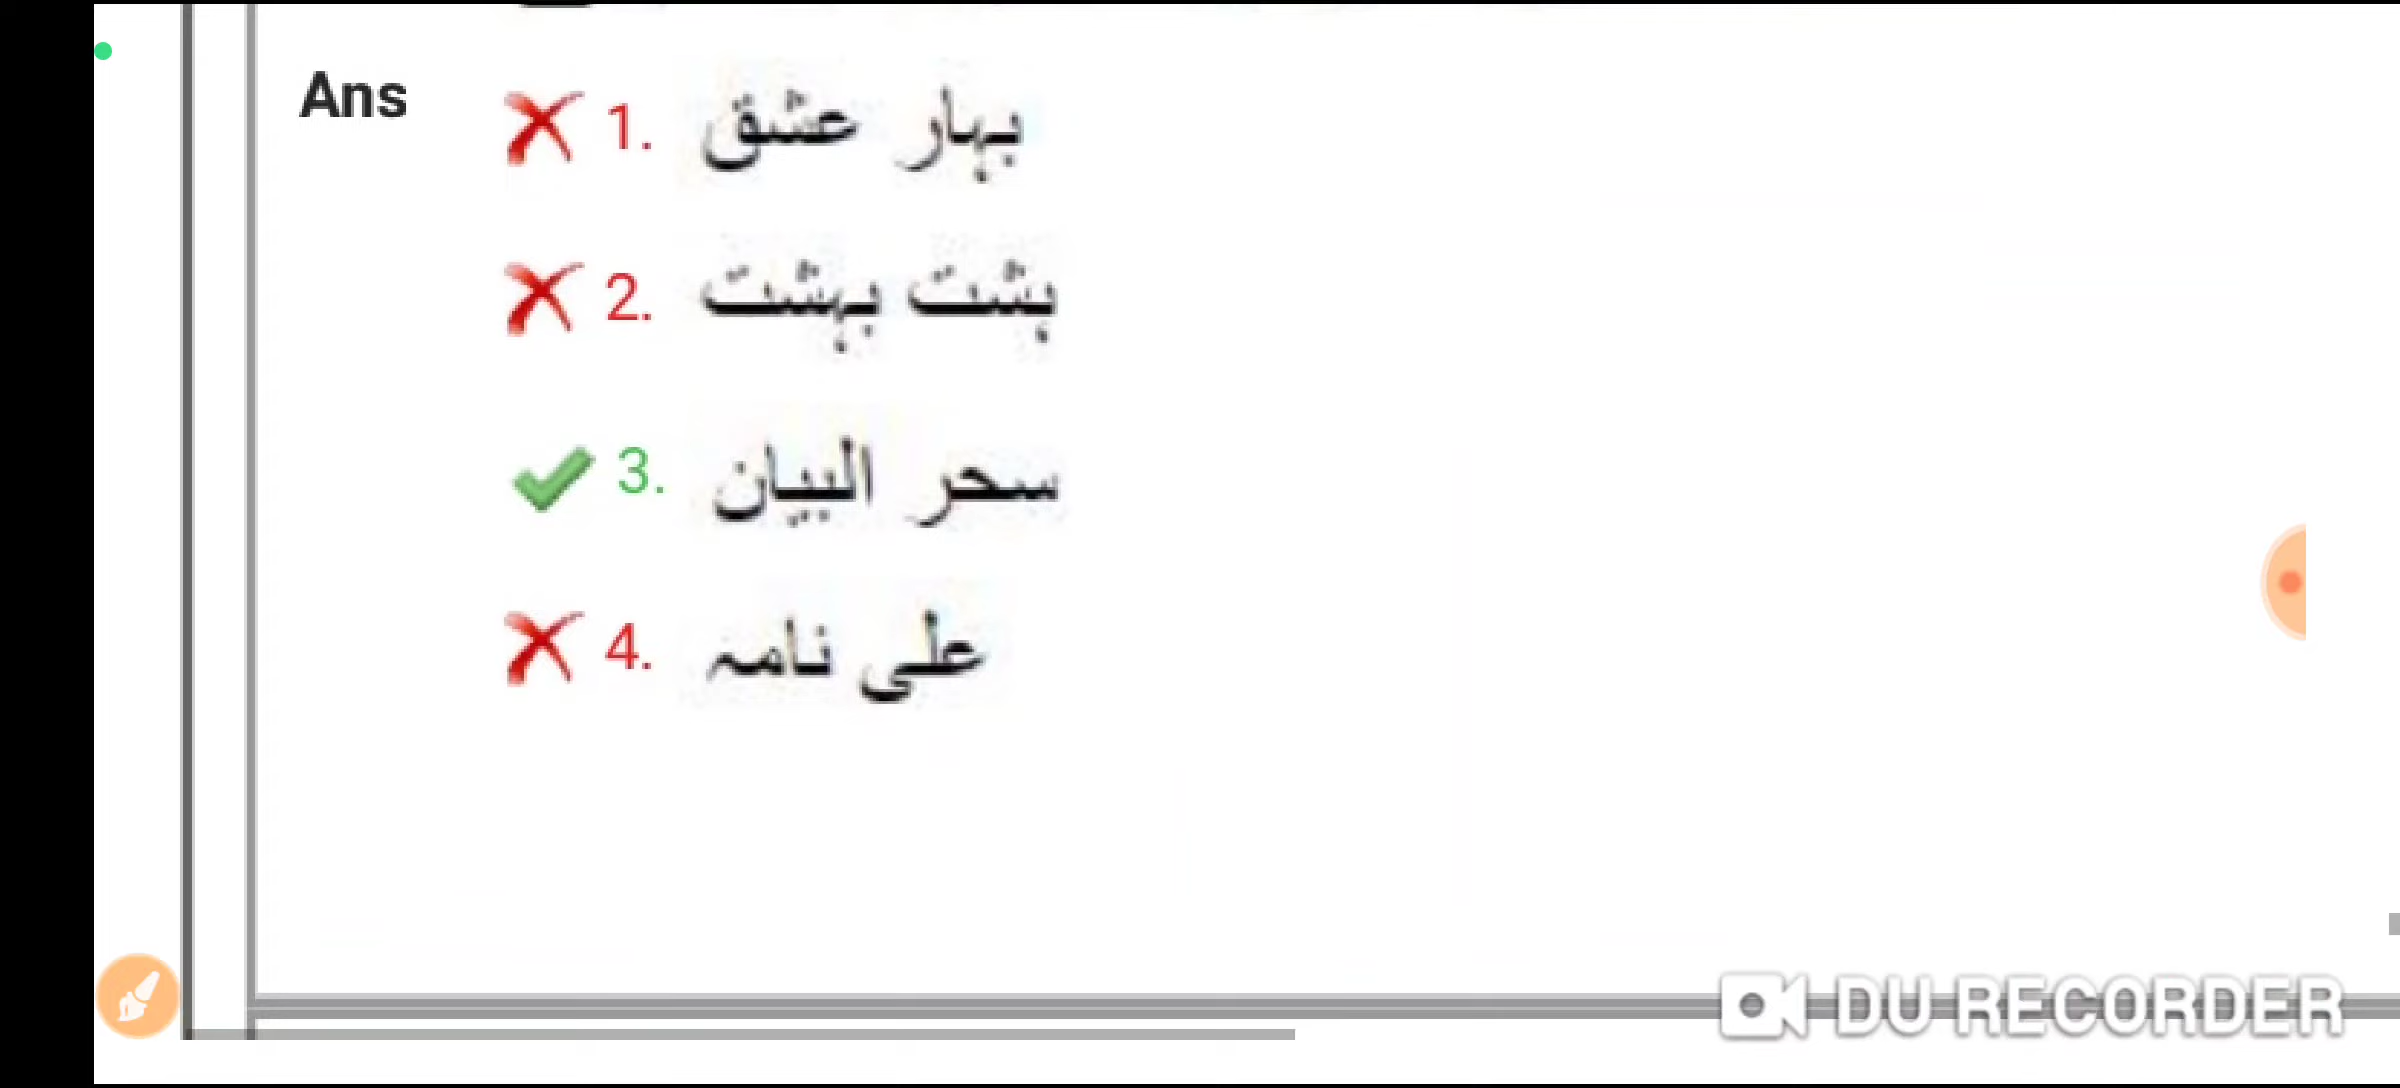 Ans
1. بہار عشق
2. ہشت بہشت
3. سحر البیان
4. علی نامہ
DU RECORDER